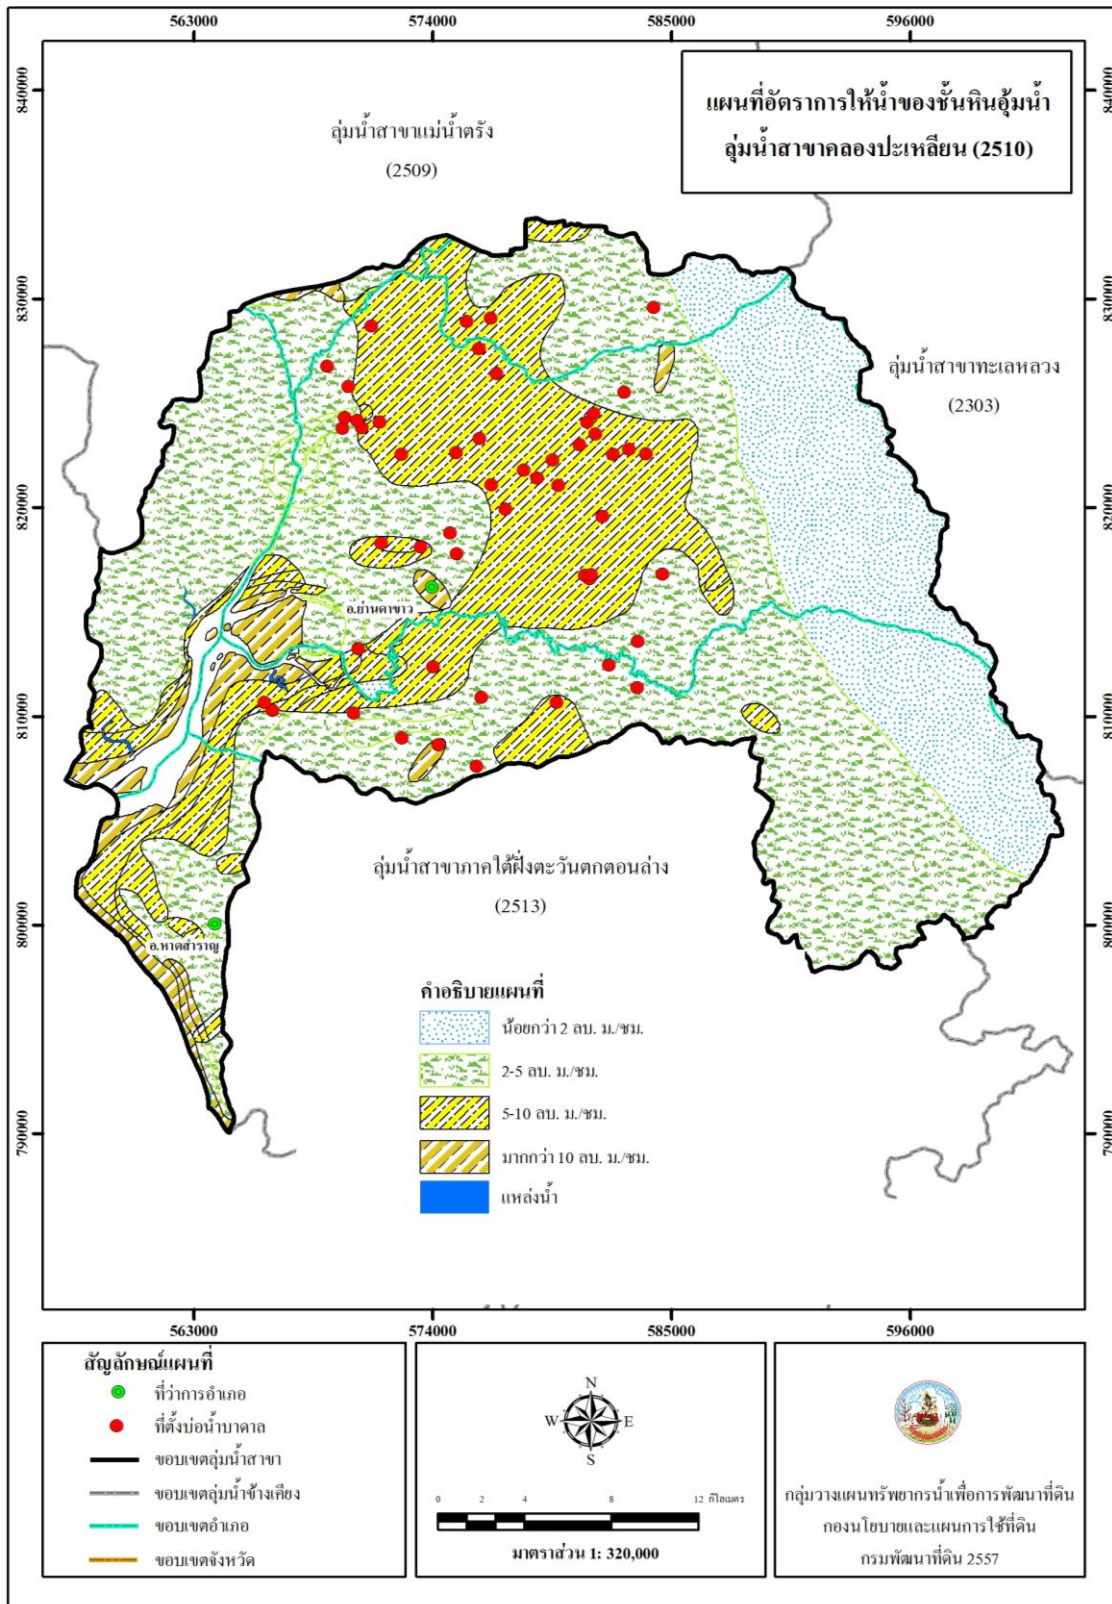 563000 574000 585000 596000
840000 840000
แผนที่อัตราการให้น้ำของชั้นหินอุ้มน้ำ
ลุ่มน้ำสาขาคลองปะเหลียน (2510)
ลุ่มน้ำสาขาแม่น้ำตรัง
(2509)
830000 830000
ลุ่มน้ำสาขาทะเลหลวง
(2303)
820000 820000
อ.ย่านตาขาว
810000 810000
ลุ่มน้ำสาขาภาคใต้ฝั่งตะวันตกตอนล่าง
(2513)
800000 800000
อ.หาดสำราญ
คำอธิบายแผนที่
น้อยกว่า 2 ลบ. ม./ชม.
2-5 ลบ. ม./ชม.
5-10 ลบ. ม./ชม.
มากกว่า 10 ลบ. ม./ชม.
แหล่งน้ำ
790000 790000
563000 574000 585000 596000
สัญลักษณ์แผนที่
ที่ว่าการอำเภอ
ที่ตั้งบ่อน้ำบาดาล
ขอบเขตลุ่มน้ำสาขา
ขอบเขตลุ่มน้ำข้างเคียง
ขอบเขตอำเภอ
ขอบเขตจังหวัด
N
W E
S
0 2 4 8 12 กิโลเมตร
มาตราส่วน 1: 320,000
กลุ่มวางแผนทรัพยากรน้ำเพื่อการพัฒนาที่ดิน
กองนโยบายและแผนการใช้ที่ดิน
กรมพัฒนาที่ดิน 2557